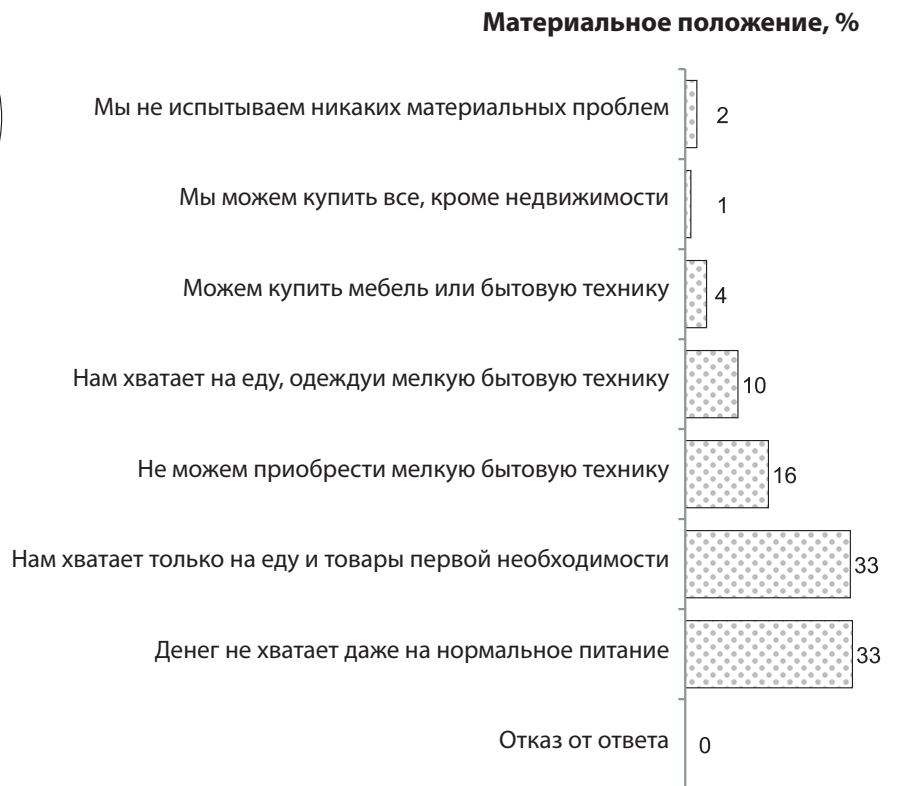 Материальное положение, %
Мы не испытываем никаких материальных проблем 2
Мы можем купить все, кроме недвижимости 1
Можем купить мебель или бытовую технику 4
Нам хватает на еду, одеждуи мелкую бытовую технику 10
Не можем приобрести мелкую бытовую технику 16
Нам хватает только на еду и товары первой необходимости 33
Денег не хватает даже на нормальное питание 33
Отказ от ответа 0